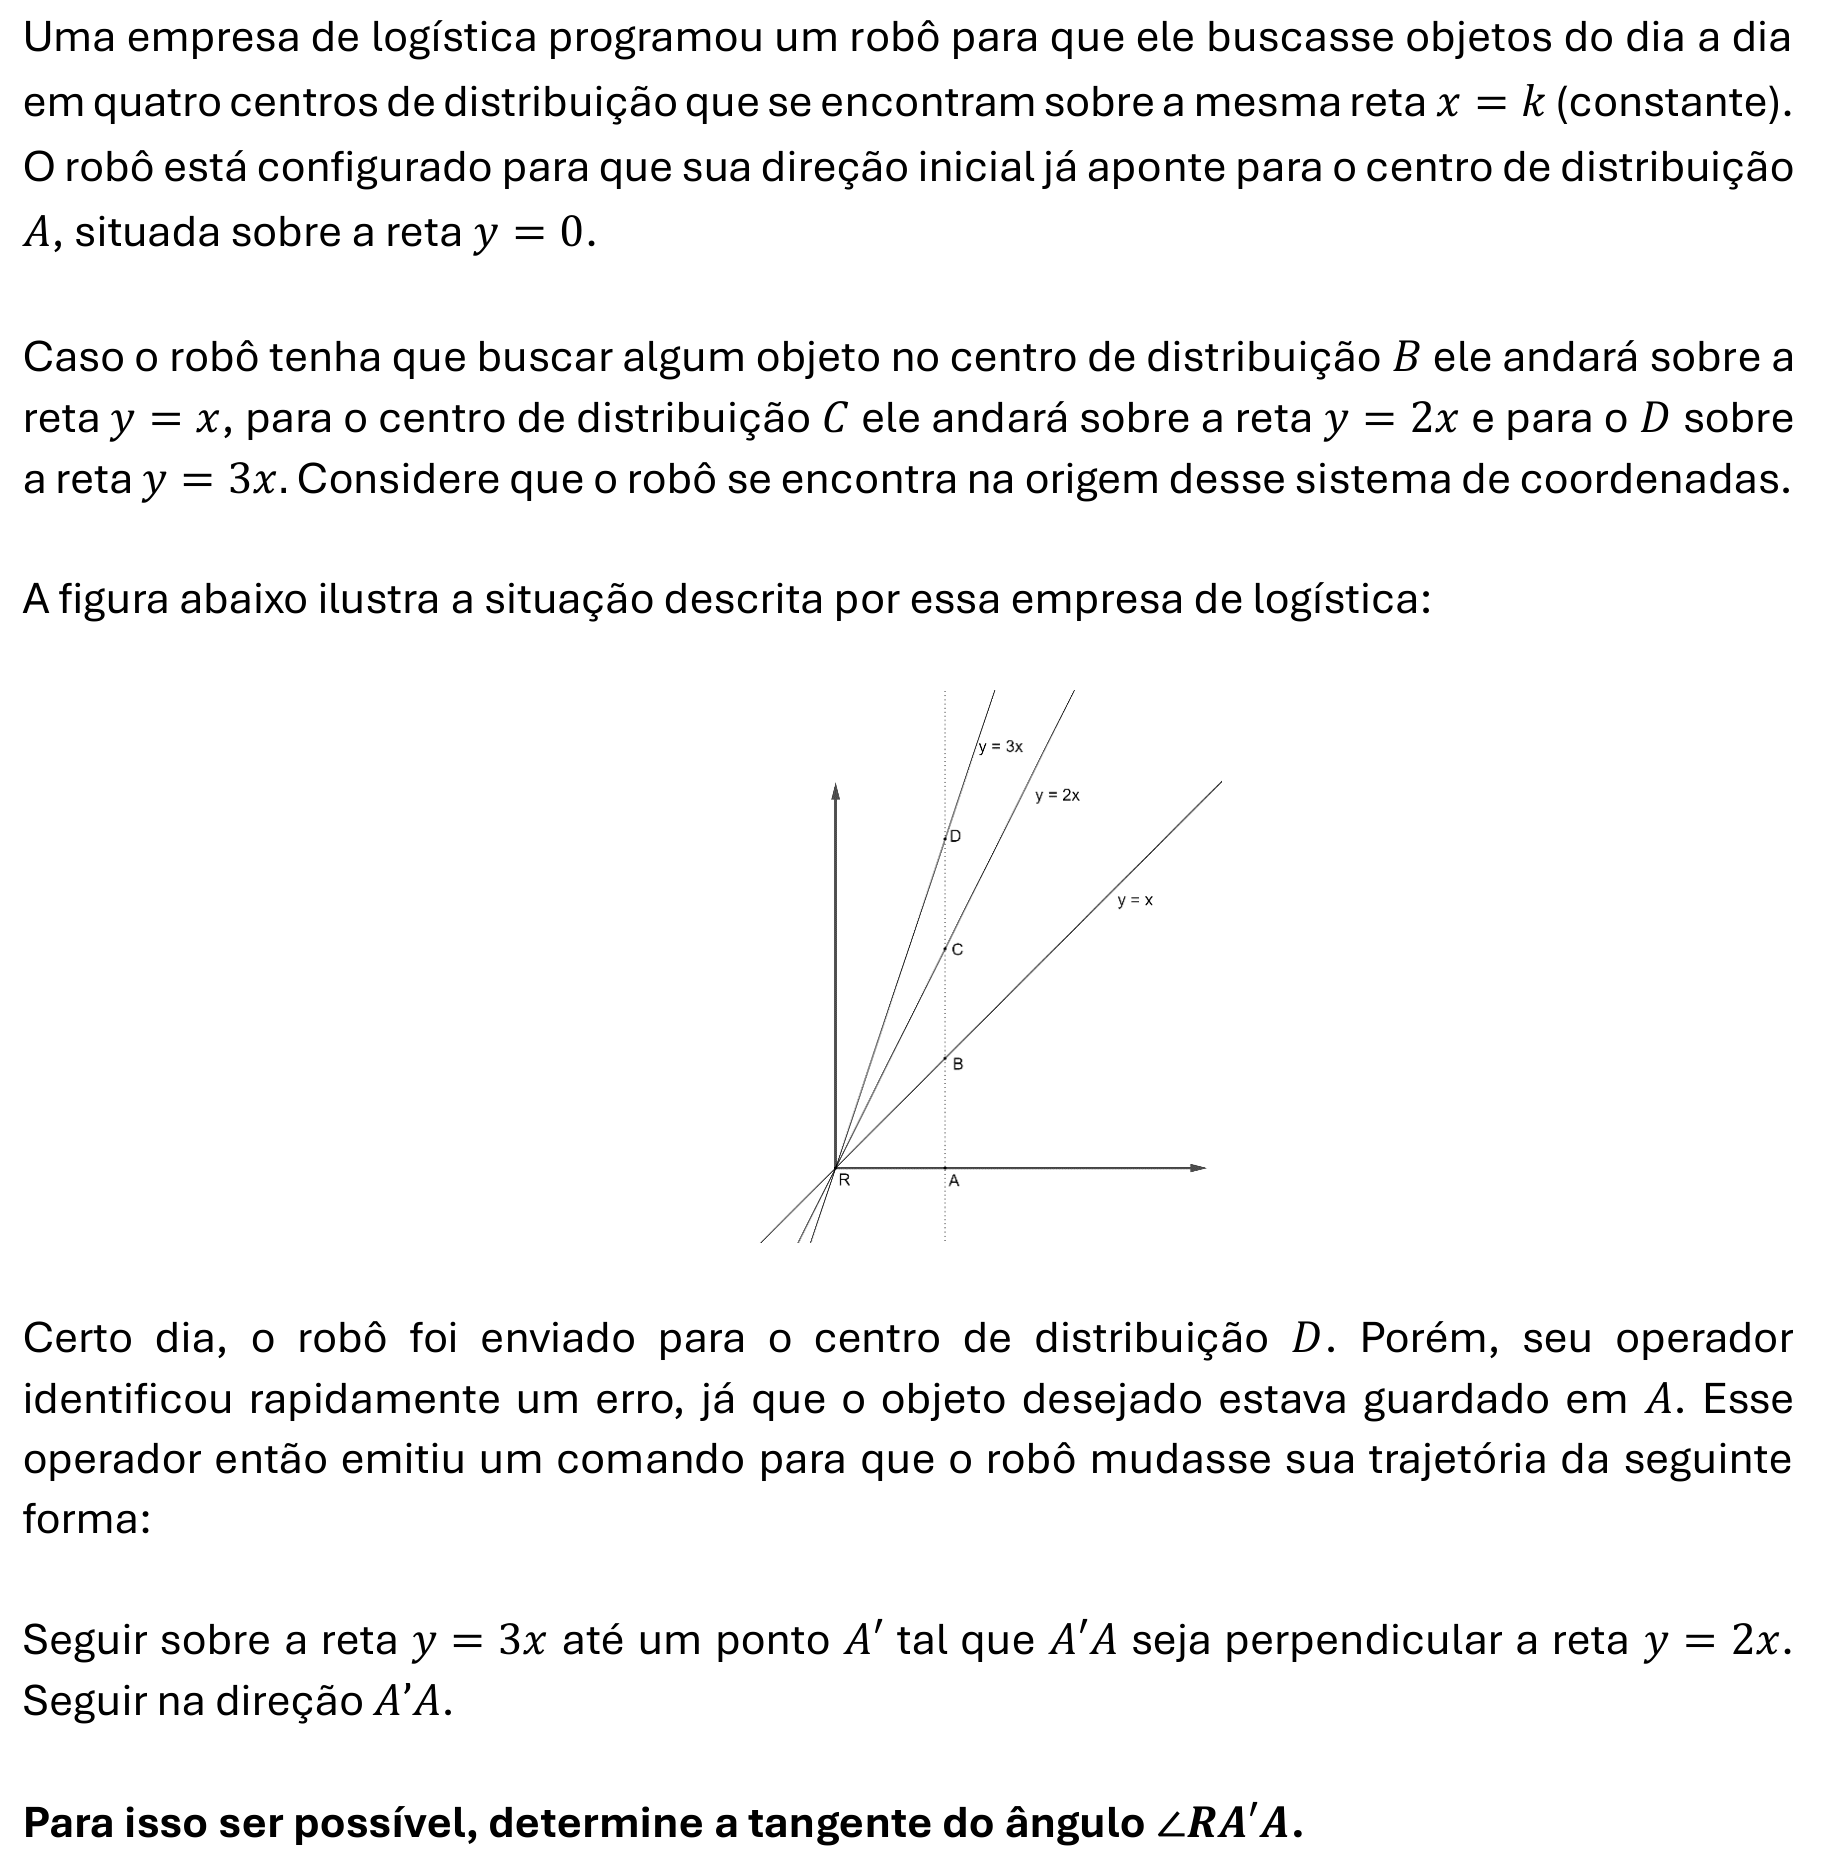 Uma empresa de logística programou um robô para que ele buscasse objetos do dia a dia
em quatro centros de distribuição que se encontram sobre a mesma reta x = k (constante).
O robô está configurado para que sua direção inicial já aponte para o centro de distribuição
A, situada sobre a reta y = 0.
Caso o robô tenha que buscar algum objeto no centro de distribuição B ele andará sobre a
reta y = x, para o centro de distribuição C ele andará sobre a reta y = 2x e para o D sobre
a reta y = 3x. Considere que o robô se encontra na origem desse sistema de coordenadas.
A figura abaixo ilustra a situação descrita por essa empresa de logística:
y = 3x
y = 2x
D
y = x
C
B
R
A
Certo dia, o robô foi enviado para o centro de distribuição D. Porém, seu operador
identificou rapidamente um erro, já que o objeto desejado estava guardado em A. Esse
operador então emitiu um comando para que o robô mudasse sua trajetória da seguinte
forma:
Seguir sobre a reta y = 3x até um ponto A′ tal que A′A seja perpendicular a reta y = 2x.
Seguir na direção A’A.
Para isso ser possível, determine a tangente do ângulo ∠RA′A.